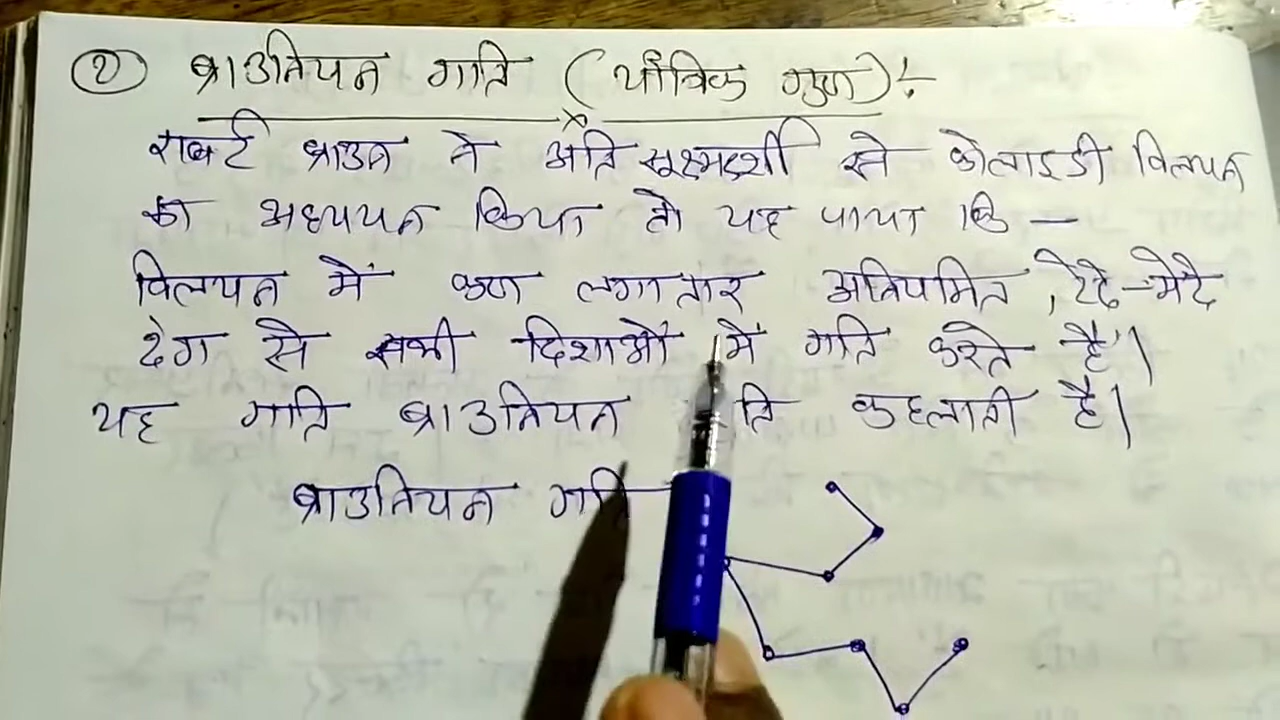 २ ब्राउनियन गति (यांत्रिक गुण):-
राबर्ट ब्राउन ने अति सूक्ष्मदर्शी से कोलाइडी विलयन
का अध्ययन किया तो यह पाया कि —
विलयन में कण लगातार अनियमित, टेढे-मेढे
ढंग से सभी दिशाओं में गति करते हैं।
यह गति ब्राउनियन ति कहलाती है।
ब्राउनियन गति